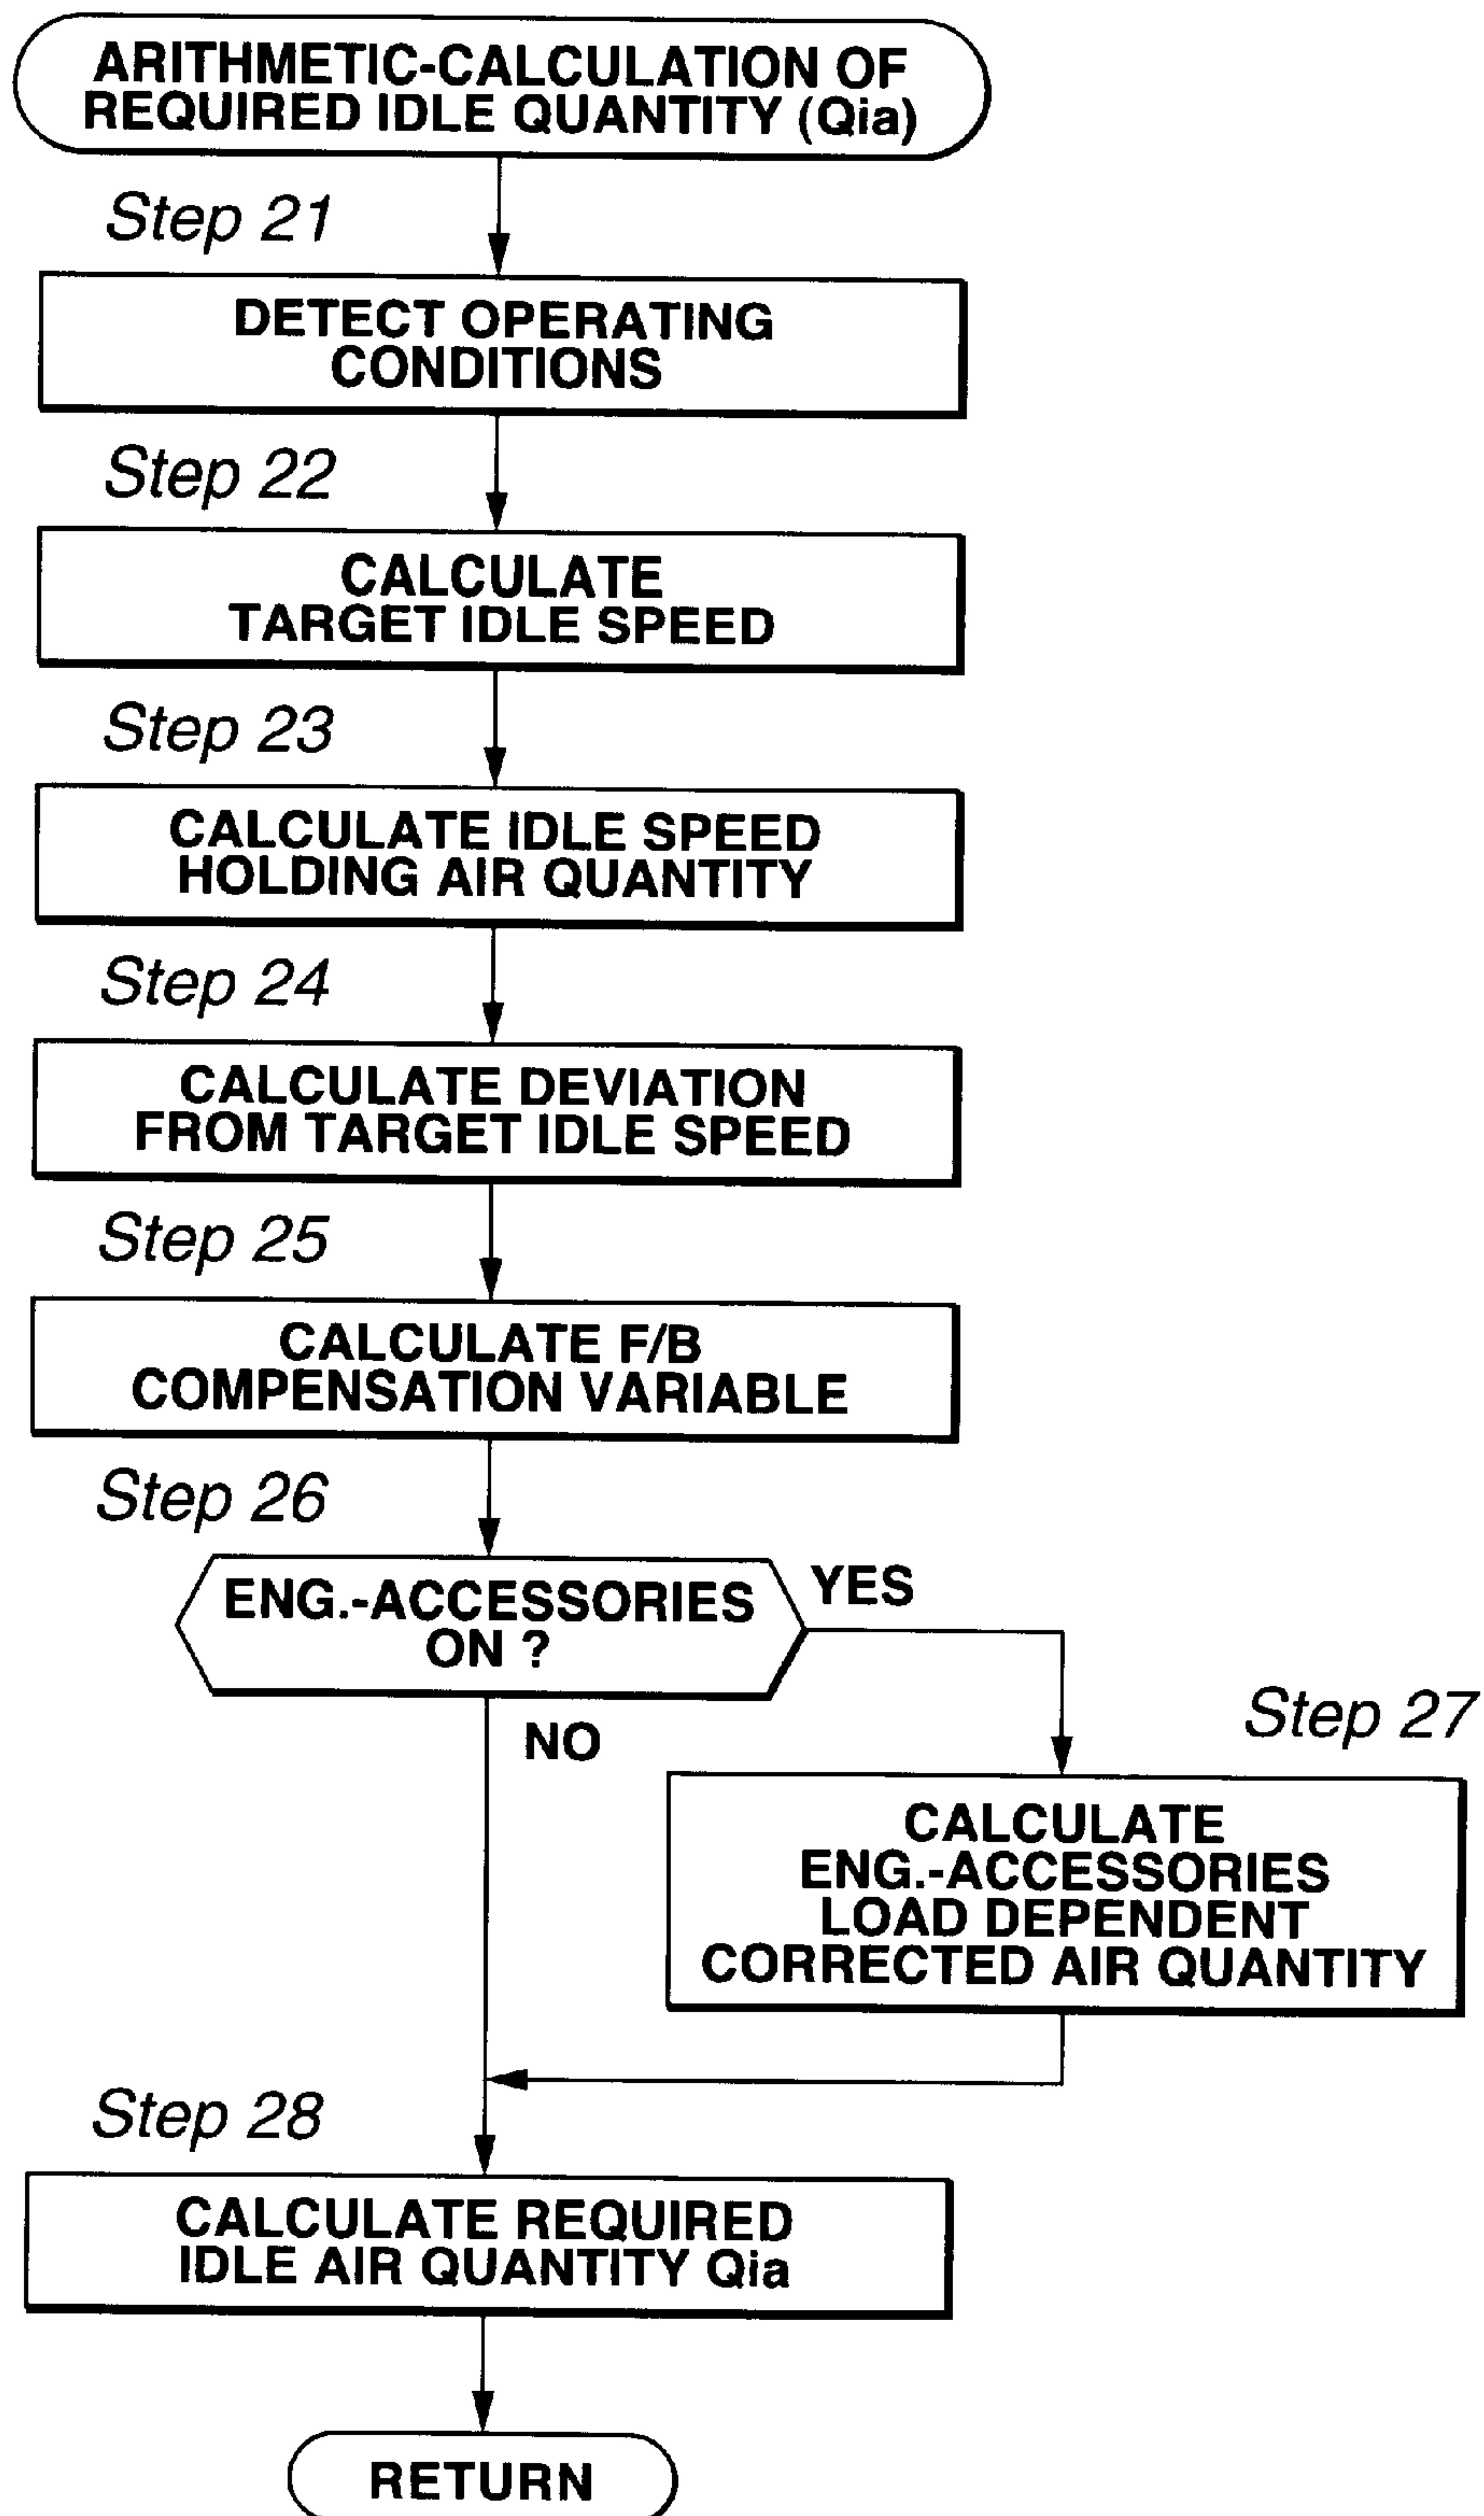 ARITHMETIC-CALCULATION OF
REQUIRED IDLE QUANTITY (Qia)
Step 21
DETECT OPERATING
CONDITIONS
Step 22
CALCULATE
TARGET IDLE SPEED
Step 23
CALCULATE IDLE SPEED
HOLDING AIR QUANTITY
Step 24
CALCULATE DEVIATION
FROM TARGET IDLE SPEED
Step 25
CALCULATE F/B
COMPENSATION VARIABLE
Step 26
ENG.-ACCESSORIES
ON ?
YES
NO
Step 27
CALCULATE
ENG.-ACCESSORIES
LOAD DEPENDENT
CORRECTED AIR QUANTITY
Step 28
CALCULATE REQUIRED
IDLE AIR QUANTITY Qia
RETURN